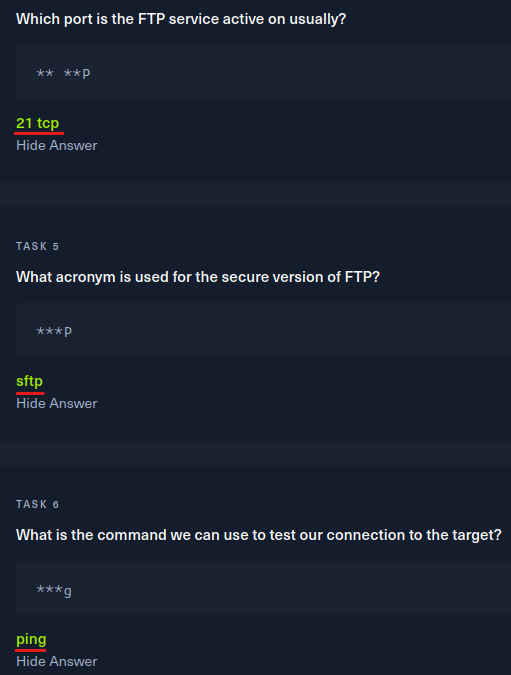 Which port is the FTP service active on usually?
** **P
21 tcp
Hide Answer
TASK 5
What acronym is used for the secure version of FTP?
***P
sftp
Hide Answer
TASK 6
What is the command we can use to test our connection to the target?
***g
ping
Hide Answer